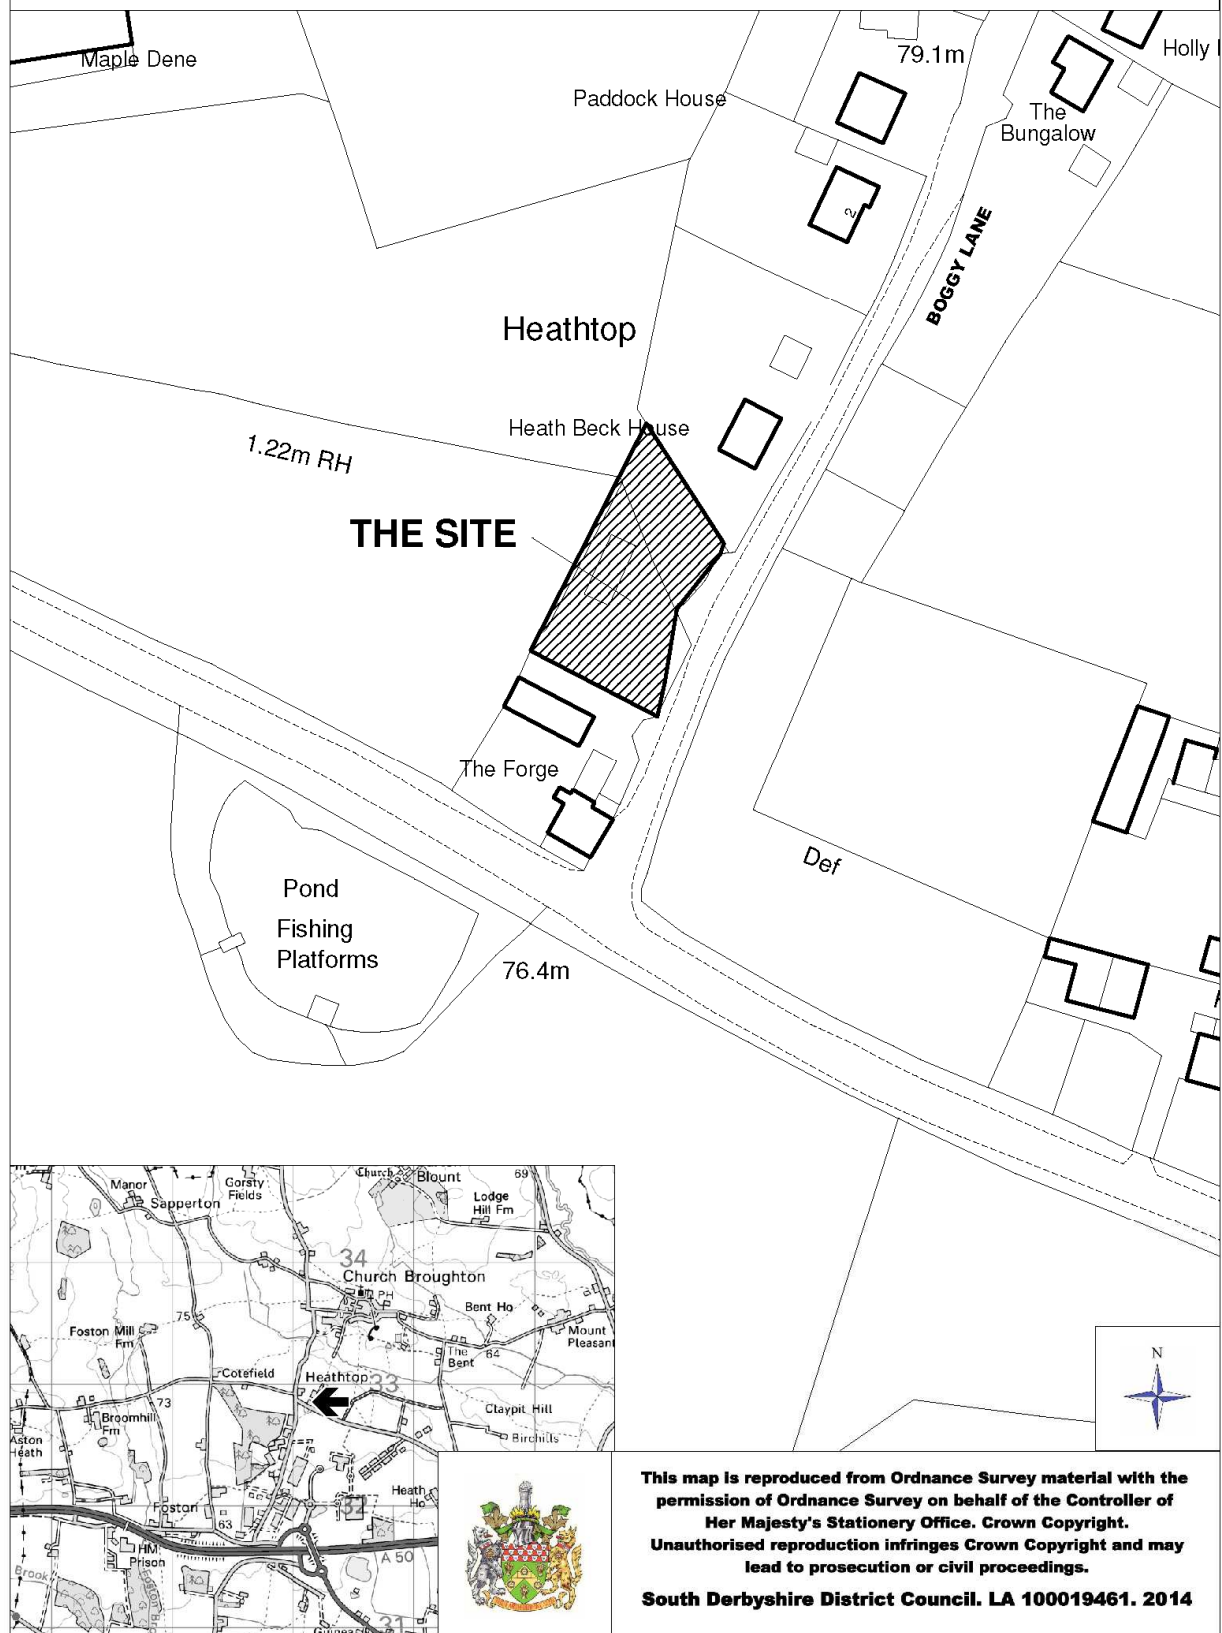 Maple Dene
79.1m
Holly
Paddock House
The
Bungalow
2
BOGGY LANE
Heathtop
Heath Beck House
1.22m RH
THE SITE
The Forge
Def
Pond
Fishing
Platforms
76.4m
Manor
Sapperton
Gorsty
Fields
Church
Blount
69
Lodge
Hill Fm
34
Church Broughton
PH
Bent Ho
75
Foston Mill
Fm
Mount
Pleasant
The
Bent
64
Cotefield
Heathtop
33
73
Broomhill
Fm
Claypit Hill
Aston
Heath
Birchills
Heath
Ho
Foston
32
63
HM
Prison
A 50
Brook
Foston
31
N
This map is reproduced from Ordnance Survey material with the
permission of Ordnance Survey on behalf of the Controller of
Her Majesty's Stationery Office. Crown Copyright.
Unauthorised reproduction infringes Crown Copyright and may
lead to prosecution or civil proceedings.
South Derbyshire District Council. LA 100019461. 2014